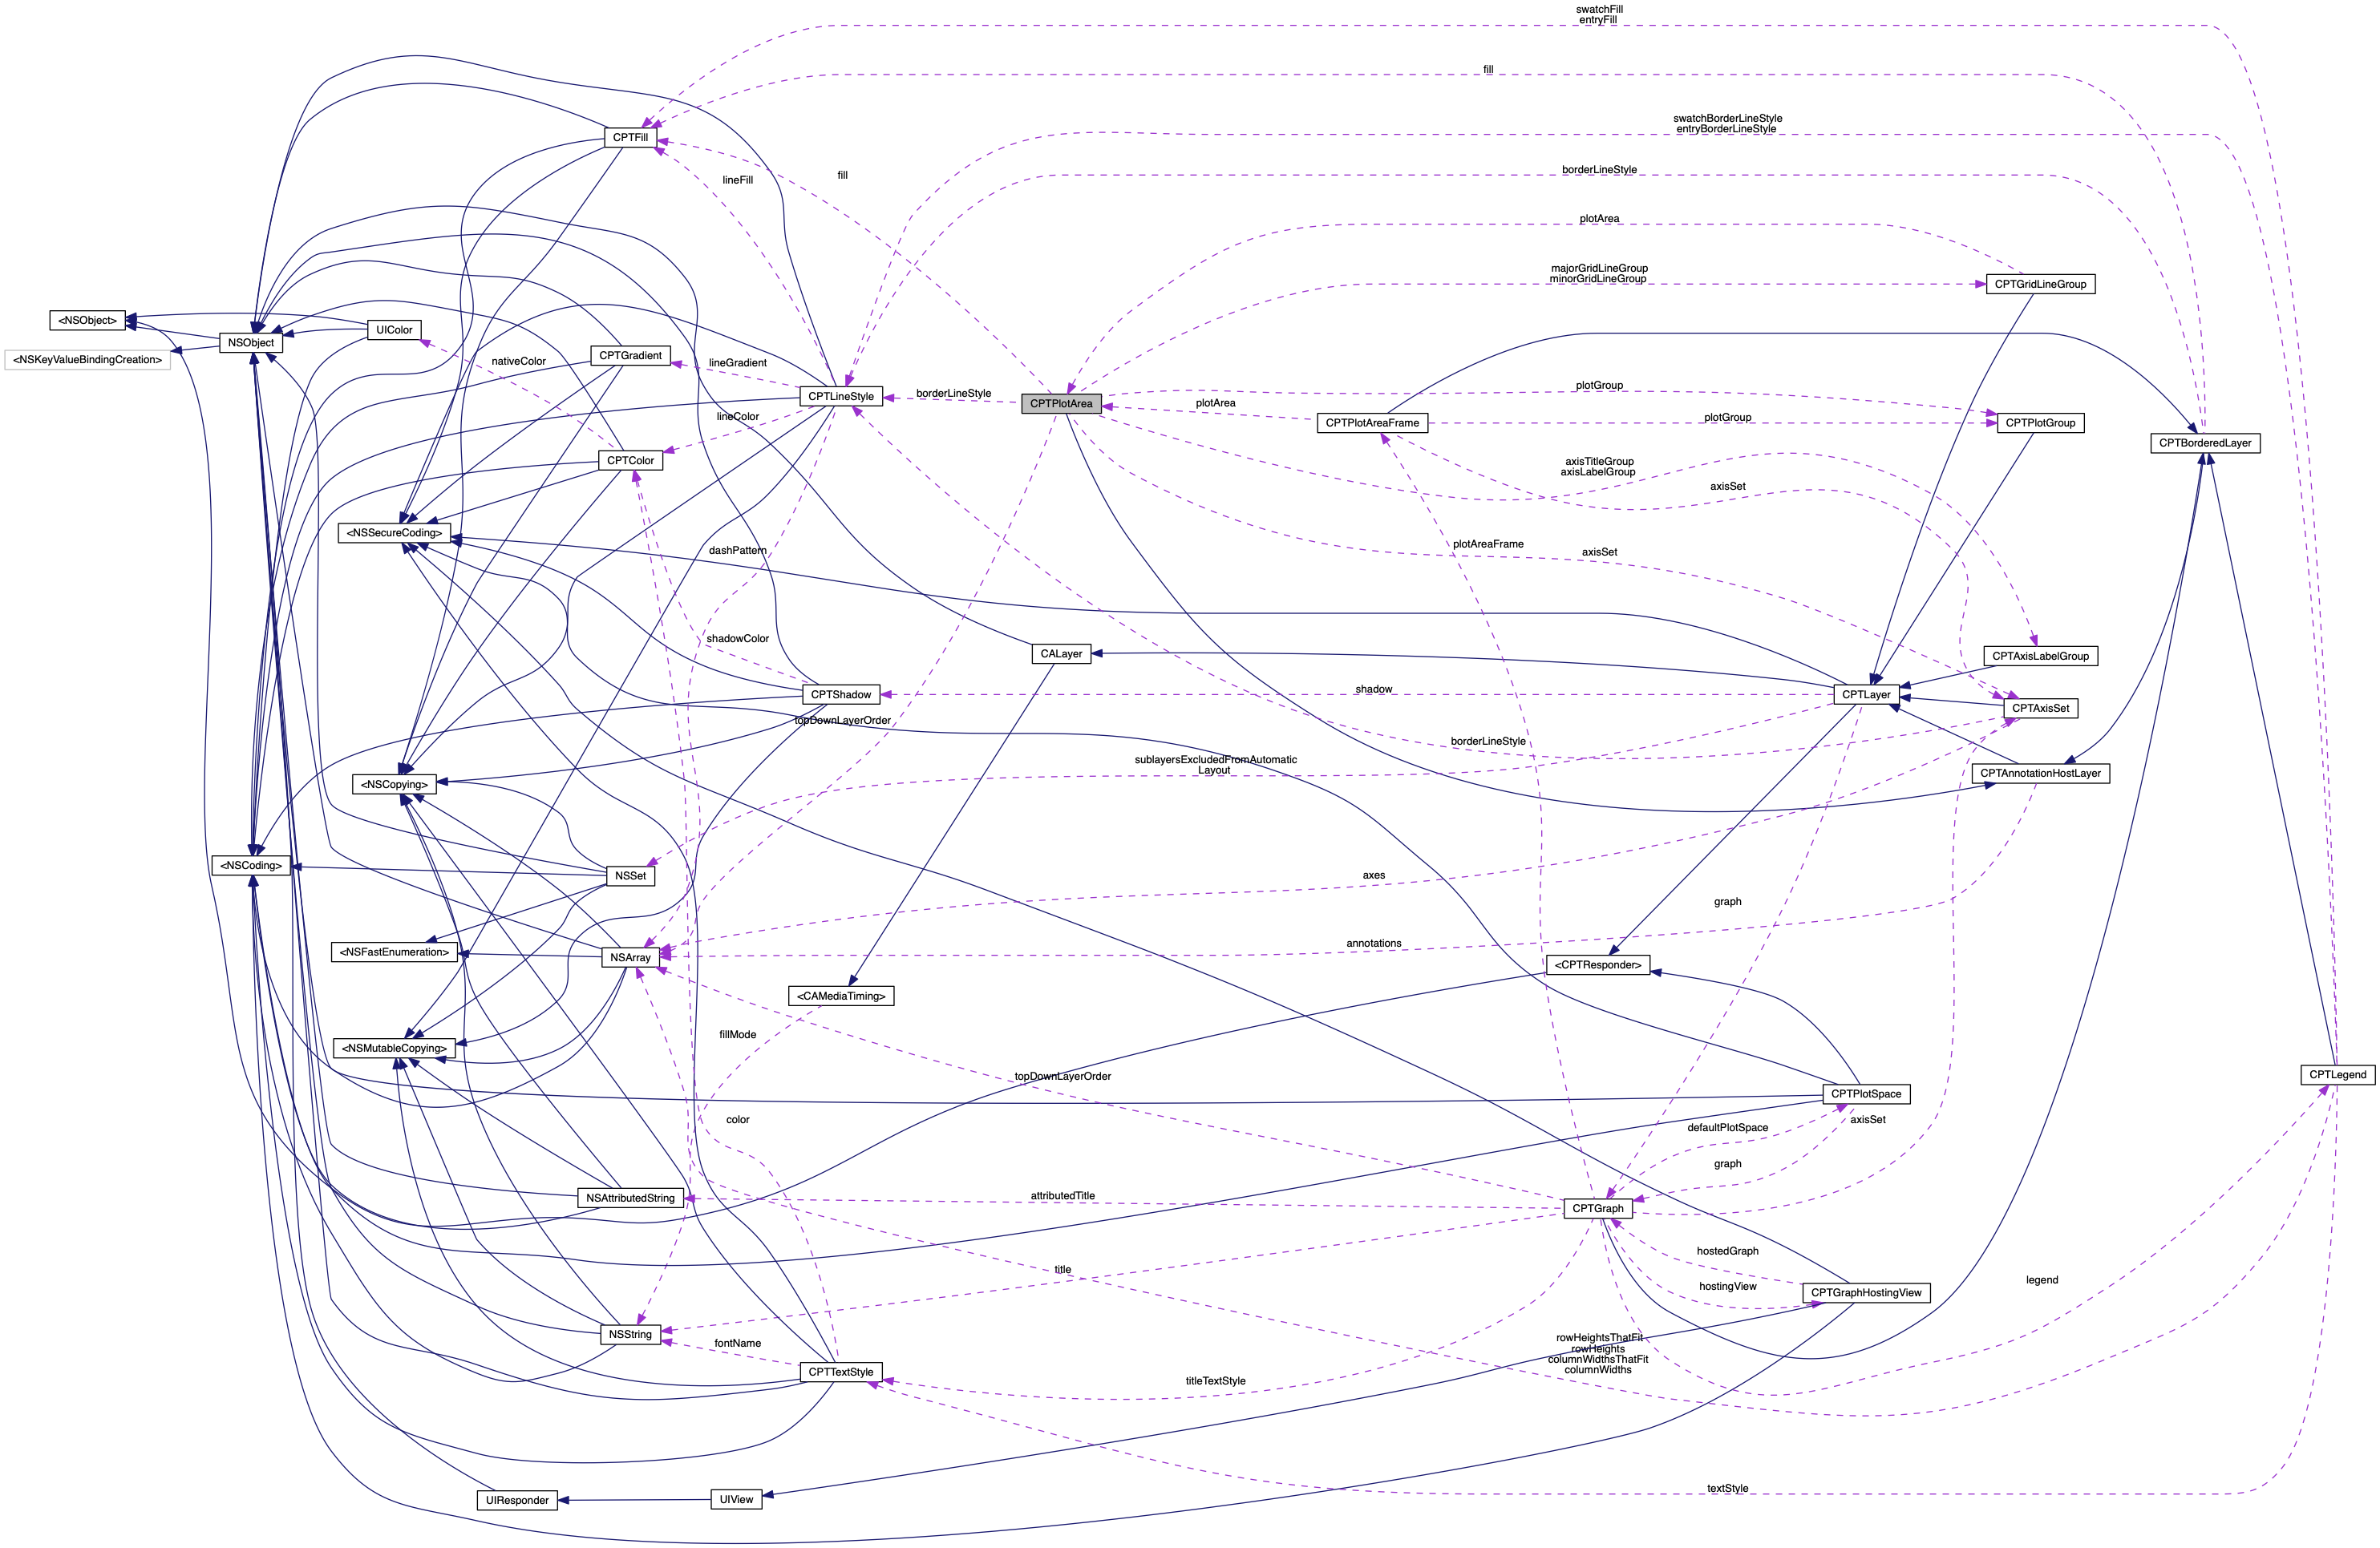 swatchFill
entryFill
fill
swatchBorderLineStyle
entryBorderLineStyle
CPTFill
borderLineStyle
fill
lineFill
plotArea
majorGridLineGroup
minorGridLineGroup
CPTGridLineGroup
<NSObject>
UIColor
NSObject
<NSKeyValueBindingCreation>
CPTGradient
nativeColor
lineGradient
CPTLineStyle
borderLineStyle
CPTPlotArea
plotArea
plotGroup
CPTPlotAreaFrame
plotGroup
CPTPlotGroup
lineColor
CPTBorderedLayer
CPTColor
axisTitleGroup
axisLabelGroup
axisSet
<NSSecureCoding>
dashPattern
plotAreaFrame
axisSet
shadowColor
CALayer
CPTAxisLabelGroup
CPTShadow
shadow
CPTLayer
CPTAxisSet
topDownLayerOrder
borderLineStyle
sublayersExcludedFromAutomatic
Layout
CPTAnnotationHostLayer
<NSCopying>
<NSCoding>
NSSet
axes
graph
<NSFastEnumeration>
NSArray
annotations
<CPTResponder>
<CAMediaTiming>
fillMode
<NSMutableCopying>
topDownLayerOrder
CPTLegend
CPTPlotSpace
color
defaultPlotSpace
axisSet
graph
NSAttributedString
attributedTitle
CPTGraph
hostedGraph
title
hostingView
legend
CPTGraphHostingView
NSString
fontName
rowHeightsThatFit
rowHeights
columnWidthsThatFit
columnWidths
CPTTextStyle
titleTextStyle
textStyle
UIResponder
UIView